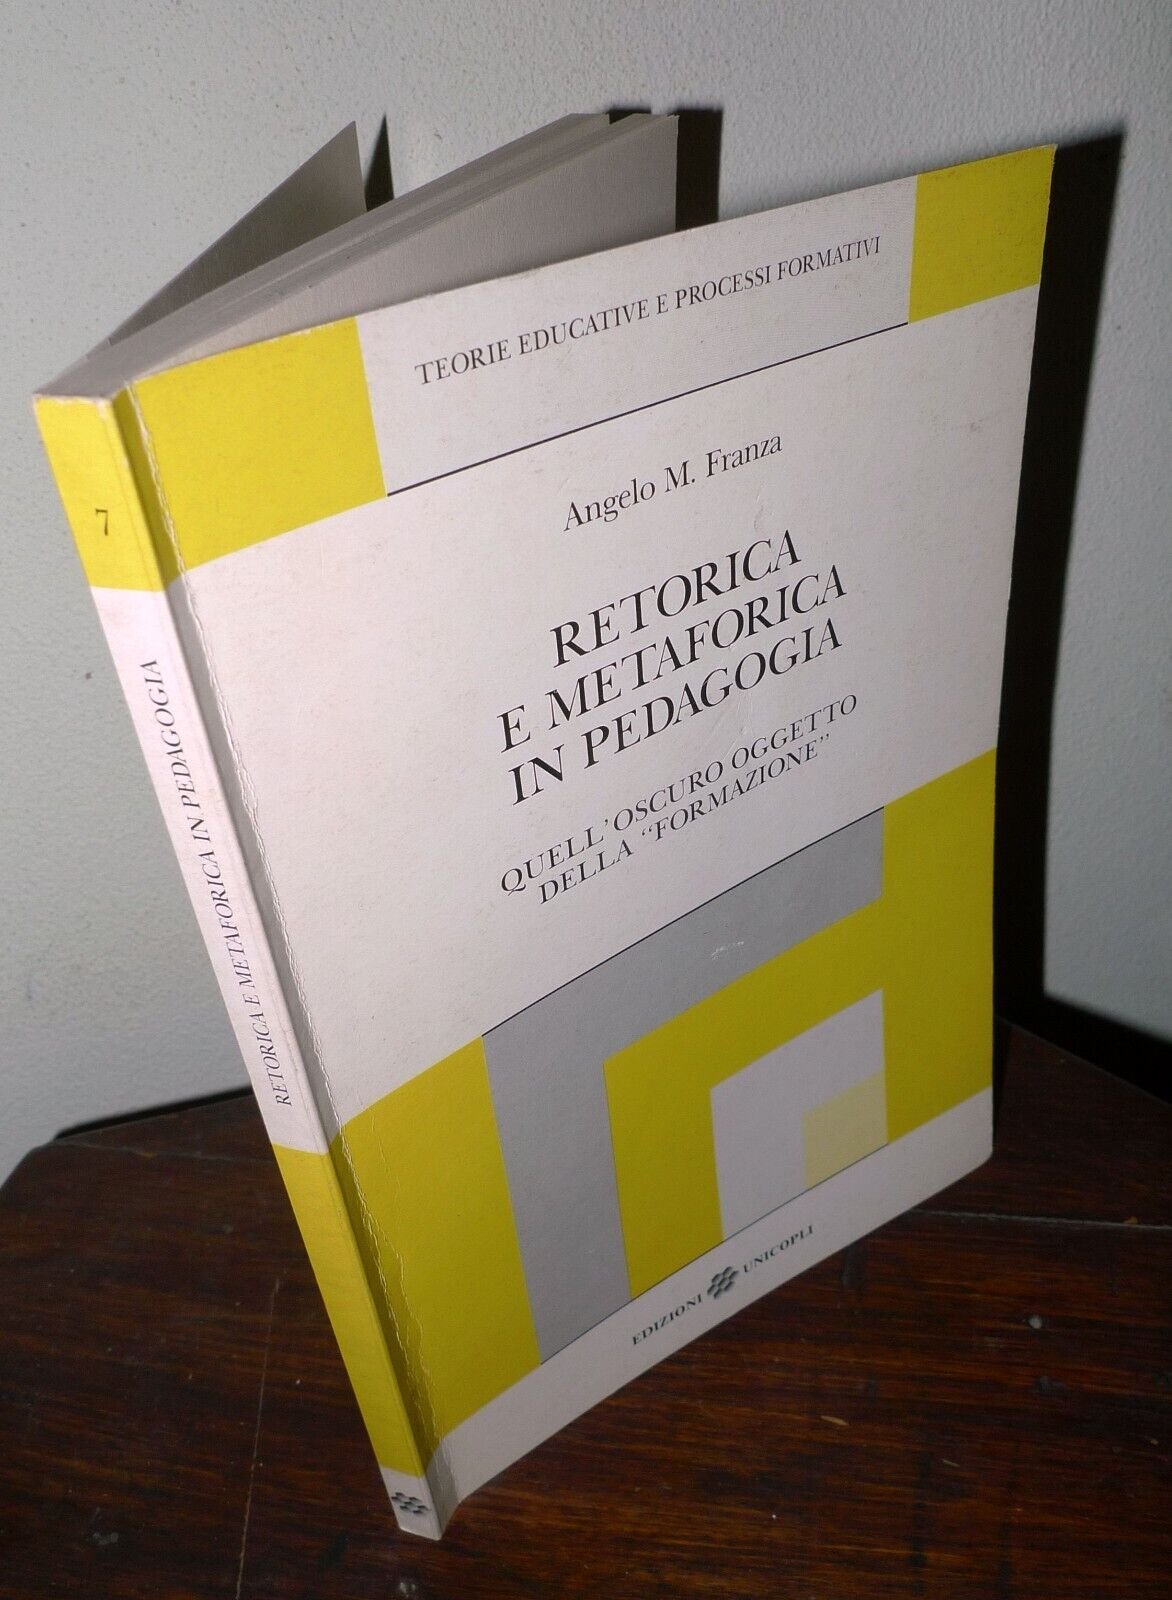 TEORIE EDUCATIVE E PROCESSI FORMATIVI
Angelo M. Franza
RETORICA
E METAFORICA
IN PEDAGOGIA
QUELL'OSCURO OGGETTO
DELLA “FORMAZIONE”
EDIZIONI UNICOPLI
7
RETORICA E METAFORICA IN PEDAGOGIA